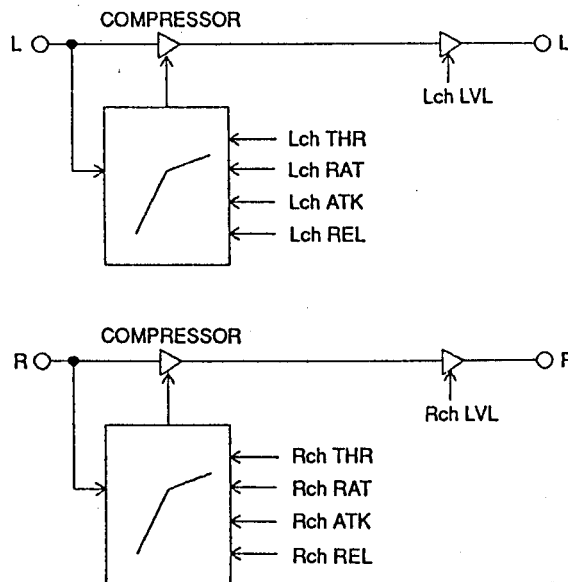 COMPRESSOR
L
L
Lch LVL
Lch THR
Lch RAT
Lch ATK
Lch REL
COMPRESSOR
R
Rch LVL
Rch THR
Rch RAT
Rch ATK
Rch REL